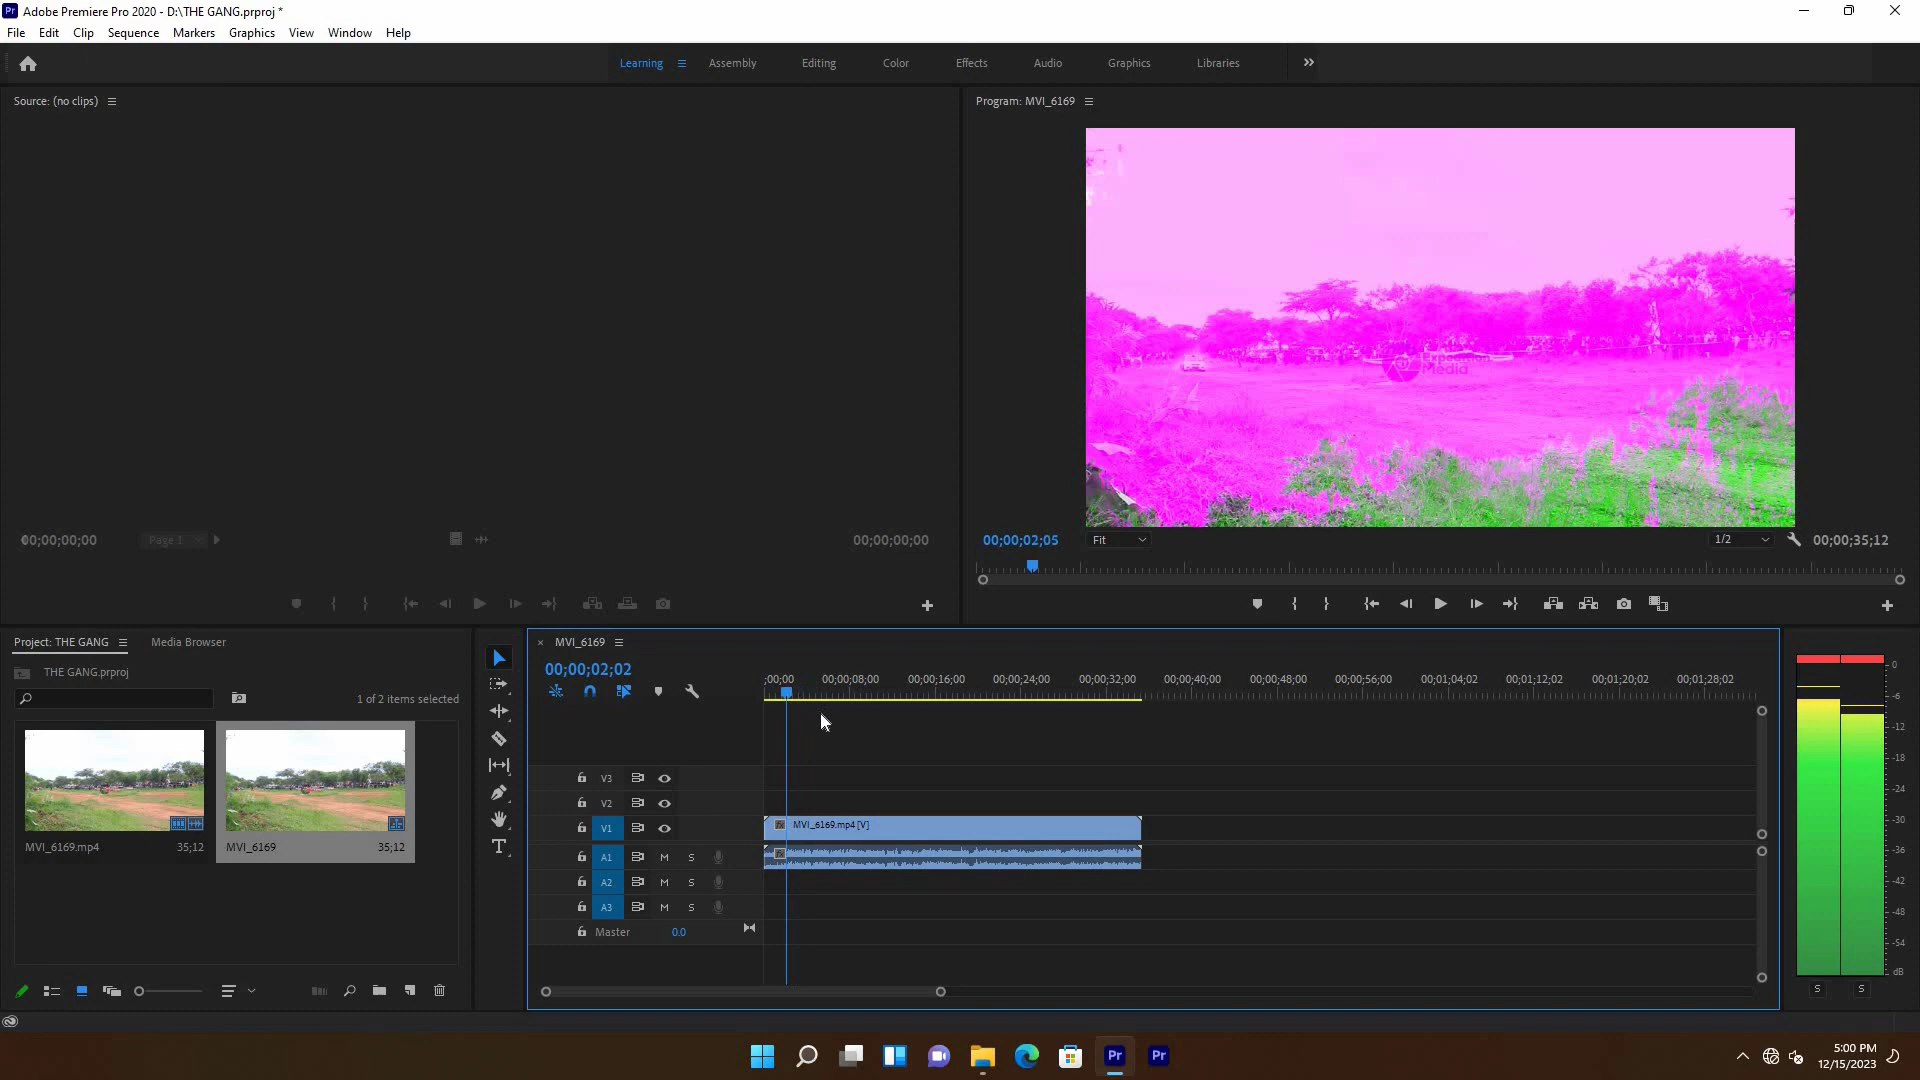 Adobe Premiere Pro 2020 - D:\THE GANG.prproj *
File Edit Clip Sequence Markers Graphics View Window Help
Learning Assembly Editing Color Effects Audio Graphics Libraries
Source: (no clips)
Program: MVI_6169
Expedition
Media
00;00;00;00 Page 1 00;00;00;00
00;00;02;05 Fit 1/2 00;00;35;12
Project: THE GANG Media Browser
THE GANG.prproj
1 of 2 items selected
MVI_6169.mp4 35;12
MVI_6169 35;12
MVI_6169
00;00;02;02
;00;00 00;00;08;00 00;00;16;00 00;00;24;00 00;00;32;00 00;00;40;00 00;00;48;00 00;00;56;00 00;01;04;02 00;01;12;02 00;01;20;02 00;01;28;02
V3
V2
V1 fx MVI_6169.mp4 [V]
A1 M S
A2 M S
A3 M S
Master 0.0
0
-6
-12
-18
-24
-30
-36
-42
-48
-54
dB
S S
5:00 PM
12/15/2023